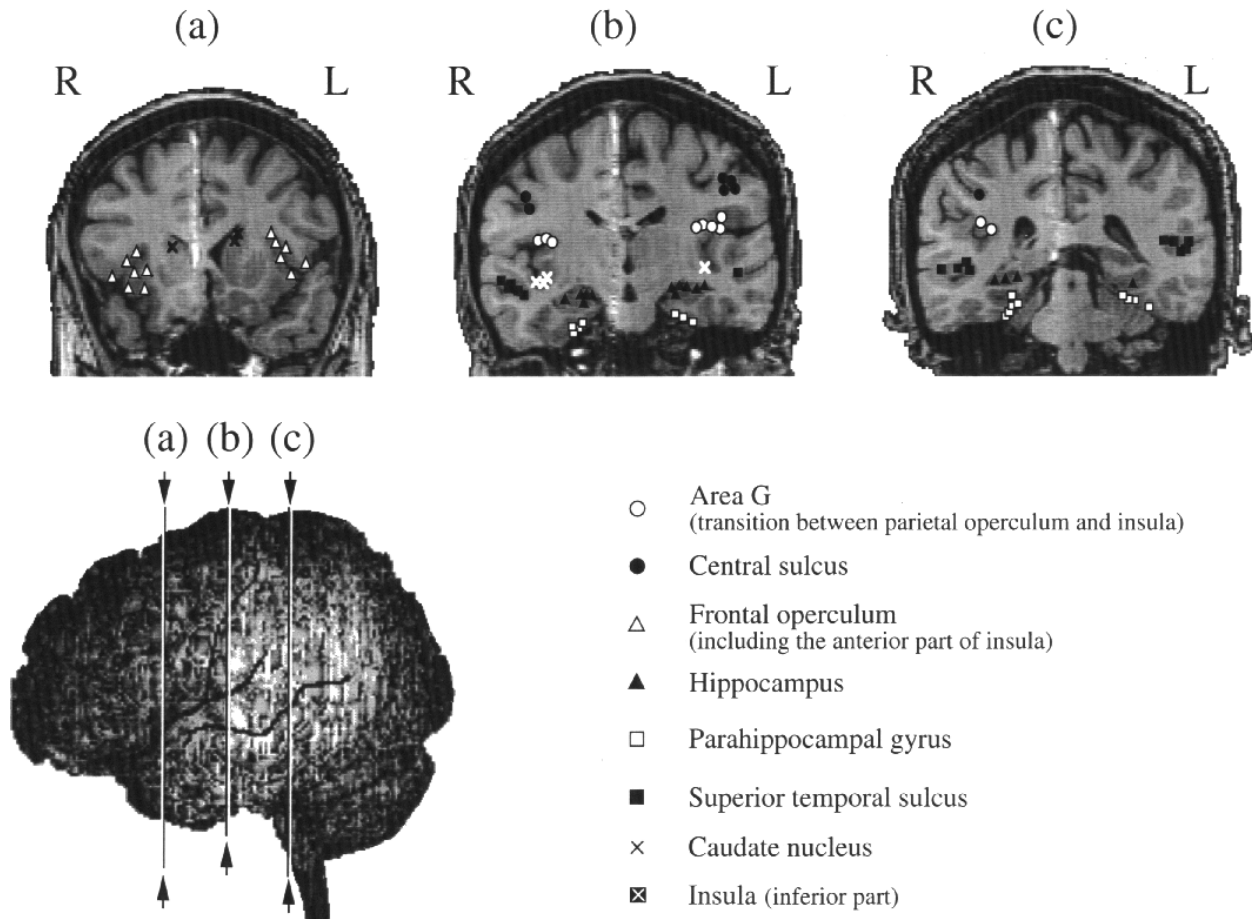 (a)
(b)
(c)
R L
R L
R L
(a) (b) (c)
Area G
(transition between parietal operculum and insula)
Central sulcus
Frontal operculum
(including the anterior part of insula)
Hippocampus
Parahippocampal gyrus
Superior temporal sulcus
Caudate nucleus
Insula (inferior part)